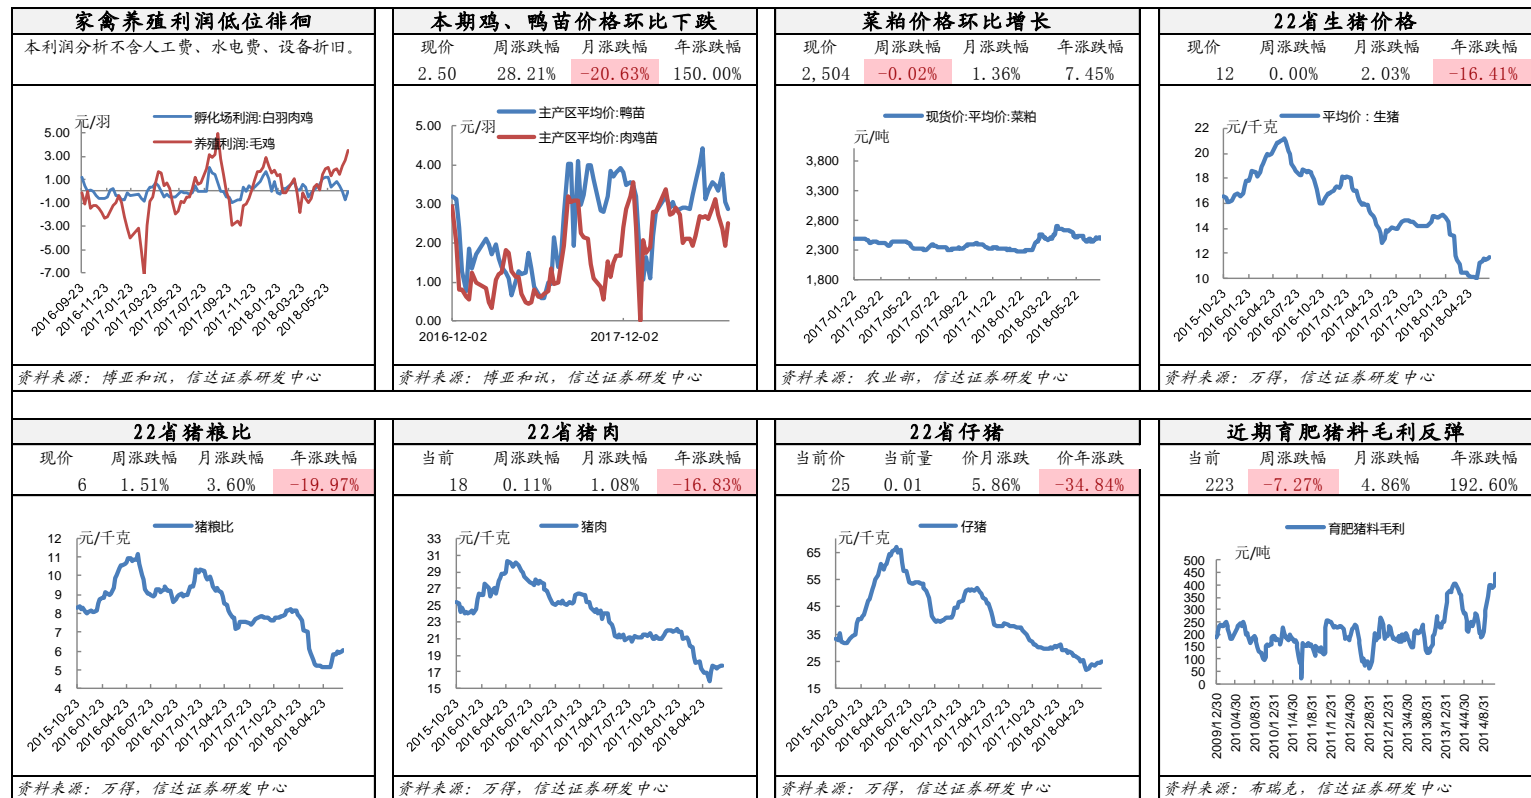 家禽养殖利润低位徘徊
本利润分析不含人工费、水电费、设备折旧。
元/羽
孵化场利润:白羽肉鸡
养殖利润:毛鸡
5.00
3.00
1.00
-1.00
-3.00
-5.00
-7.00
2016-09-23
2016-11-23
2017-01-23
2017-03-23
2017-05-23
2017-07-23
2017-09-23
2017-11-23
2018-01-23
2018-03-23
2018-05-23
资料来源：博亚和讯，信达证券研发中心
本期鸡、鸭苗价格环比下跌
现价 周涨跌幅 月涨跌幅 年涨跌幅
2.50 28.21% -20.63% 150.00%
主产区平均价:鸭苗
元/羽
主产区平均价:肉鸡苗
5.00
4.00
3.00
2.00
1.00
0.00
2016-12-02 2017-12-02
资料来源：博亚和讯，信达证券研发中心
菜粕价格环比增长
现价 周涨跌幅 月涨跌幅 年涨跌幅
2,504 -0.02% 1.36% 7.45%
现货价:平均价:菜粕
元/吨
3,800
3,300
2,800
2,300
1,800
2017-01-22
2017-03-22
2017-05-22
2017-07-22
2017-09-22
2017-11-22
2018-01-22
2018-03-22
2018-05-22
资料来源：农业部，信达证券研发中心
22省生猪价格
现价 周涨跌幅 月涨跌幅 年涨跌幅
12 0.00% 2.03% -16.41%
元/千克
平均价：生猪
22
20
18
16
14
12
10
2015-10-23
2016-01-23
2016-04-23
2016-07-23
2016-10-23
2017-01-23
2017-04-23
2017-07-23
2017-10-23
2018-01-23
2018-04-23
资料来源：万得，信达证券研发中心
22省猪粮比
现价 周涨跌幅 月涨跌幅 年涨跌幅
6 1.51% 3.60% -19.97%
猪粮比
元/千克
12
11
10
9
8
7
6
5
4
2015-10-23
2016-01-23
2016-04-23
2016-07-23
2016-10-23
2017-01-23
2017-04-23
2017-07-23
2017-10-23
2018-01-23
2018-04-23
资料来源：万得，信达证券研发中心
22省猪肉
当前 周涨跌幅 月涨跌幅 年涨跌幅
18 0.11% 1.08% -16.83%
猪肉
元/千克
33
31
29
27
25
23
21
19
17
15
2015-10-23
2016-01-23
2016-04-23
2016-07-23
2016-10-23
2017-01-23
2017-04-23
2017-07-23
2017-10-23
2018-01-23
2018-04-23
资料来源：万得，信达证券研发中心
22省仔猪
当前价 当前量 价月涨跌 价年涨跌
25 0.01 5.86% -34.84%
仔猪
元/千克
65
55
45
35
25
15
2015-10-23
2016-01-23
2016-04-23
2016-07-23
2016-10-23
2017-01-23
2017-04-23
2017-07-23
2017-10-23
2018-01-23
2018-04-23
资料来源：万得，信达证券研发中心
近期育肥猪料毛利反弹
当前 周涨跌幅 月涨跌幅 年涨跌幅
223 -7.27% 4.86% 192.60%
育肥猪料毛利
元/吨
500
450
400
350
300
250
200
150
100
50
0
2009/12/30
2010/4/30
2010/8/31
2010/12/31
2011/4/30
2011/8/31
2011/12/31
2012/4/30
2012/8/31
2012/12/31
2013/4/30
2013/8/31
2013/12/31
2014/4/30
2014/8/31
资料来源：布瑞克，信达证券研发中心